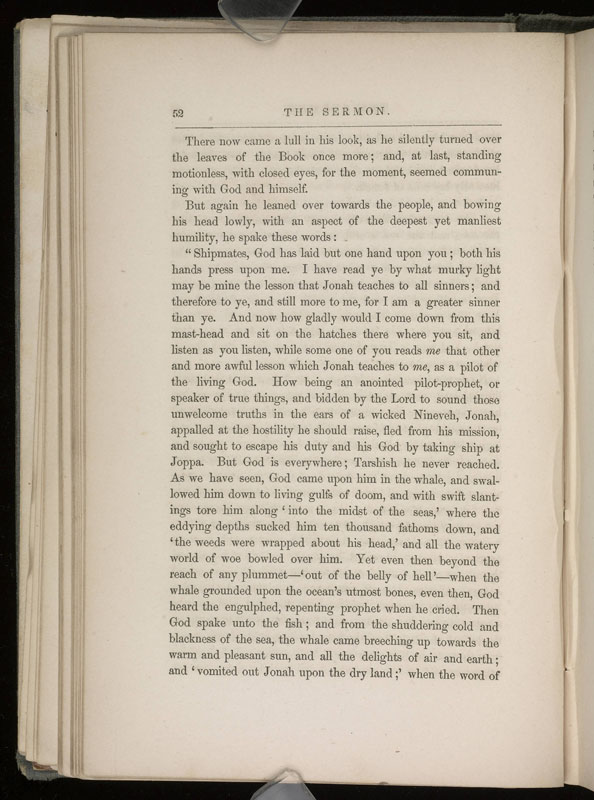 52 THE SERMON.
There now came a lull in his look, as he silently turned over
the leaves of the Book once more; and, at last, standing
motionless, with closed eyes, for the moment, seemed commun-
ing with God and himself.
But again he leaned over towards the people, and bowing
his head lowly, with an aspect of the deepest yet manliest
humility, he spake these words:
“Shipmates, God has laid but one hand upon you; both his
hands press upon me. I have read ye by what murky light
may be mine the lesson that Jonah teaches to all sinners; and
therefore to ye, and still more to me, for I am a greater sinner
than ye. And now how gladly would I come down from this
mast-head and sit on the hatches there where you sit, and
listen as you listen, while some one of you reads me that other
and more awful lesson which Jonah teaches to me, as a pilot of
the living God. How being an anointed pilot-prophet, or
speaker of true things, and bidden by the Lord to sound those
unwelcome truths in the ears of a wicked Nineveh, Jonah,
appalled at the hostility he should raise, fled from his mission,
and sought to escape his duty and his God by taking ship at
Joppa. But God is everywhere; Tarshish he never reached.
As we have seen, God came upon him in the whale, and swal-
lowed him down to living gulfs of doom, and with swift slant-
ings tore him along ‘into the midst of the seas,’ where the
eddying depths sucked him ten thousand fathoms down, and
‘the weeds were wrapped about his head,’ and all the watery
world of woe bowled over him. Yet even then beyond the
reach of any plummet—‘out of the belly of hell’—when the
whale grounded upon the ocean’s utmost bones, even then, God
heard the engulphed, repenting prophet when he cried. Then
God spake unto the fish; and from the shuddering cold and
blackness of the sea, the whale came breeching up towards the
warm and pleasant sun, and all the delights of air and earth;
and ‘vomited out Jonah upon the dry land;’ when the word of